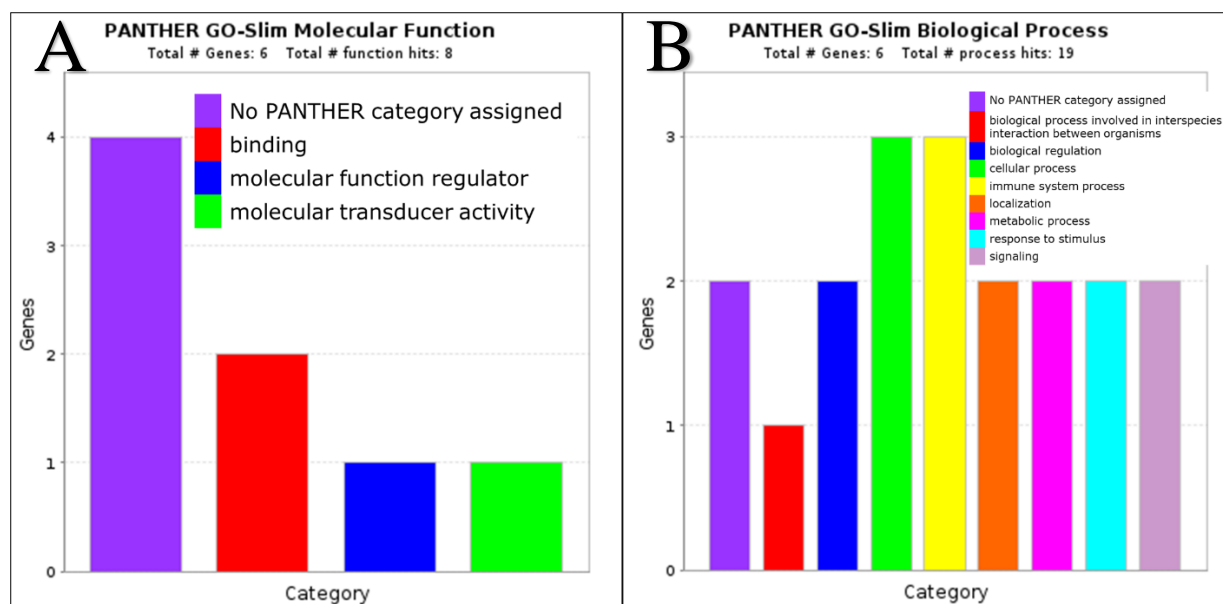 A
PANTHER GO-Slim Molecular Function
Total # Genes: 6 Total # function hits: 8
No PANTHER category assigned
binding
molecular function regulator
molecular transducer activity
4
3
2
1
0
Genes
Category
B
PANTHER GO-Slim Biological Process
Total # Genes: 6 Total # process hits: 19
No PANTHER category assigned
biological process involved in interspecies
interaction between organisms
biological regulation
cellular process
immune system process
localization
metabolic process
response to stimulus
signaling
3
2
1
0
Genes
Category